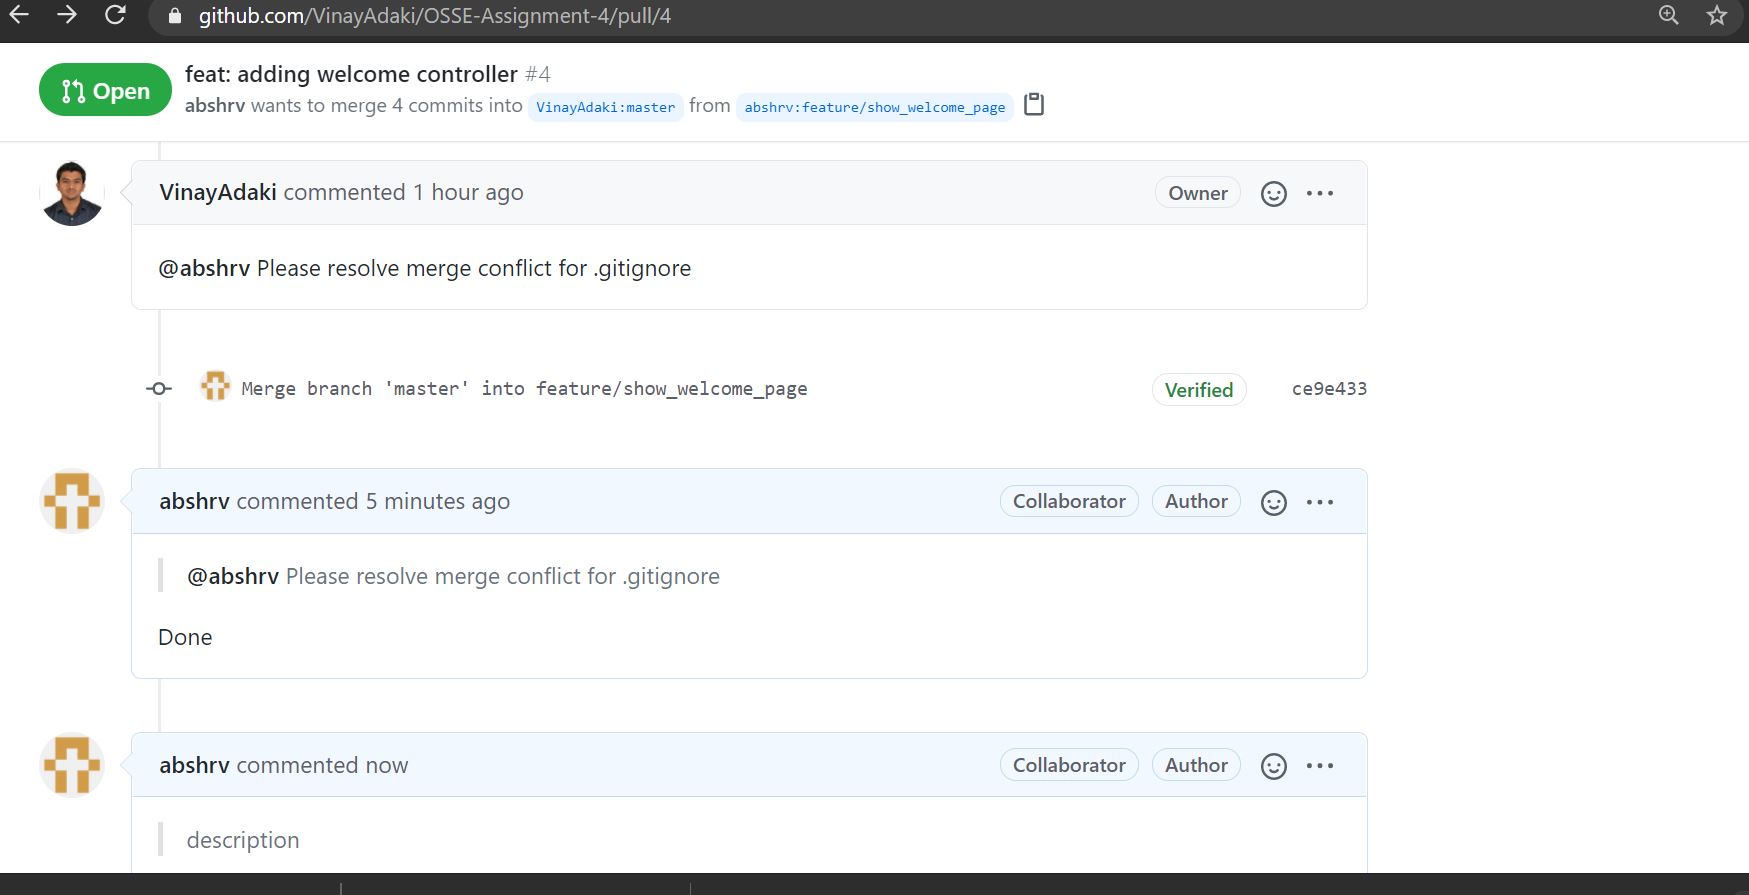 github.com/VinayAdaki/OSSE-Assignment-4/pull/4
Open
feat: adding welcome controller #4
abshrv wants to merge 4 commits into VinayAdaki:master from abshrv:feature/show_welcome_page
VinayAdaki commented 1 hour ago Owner
@abshrv Please resolve merge conflict for .gitignore
Merge branch 'master' into feature/show_welcome_page Verified ce9e433
abshrv commented 5 minutes ago Collaborator Author
@abshrv Please resolve merge conflict for .gitignore
Done
abshrv commented now Collaborator Author
description